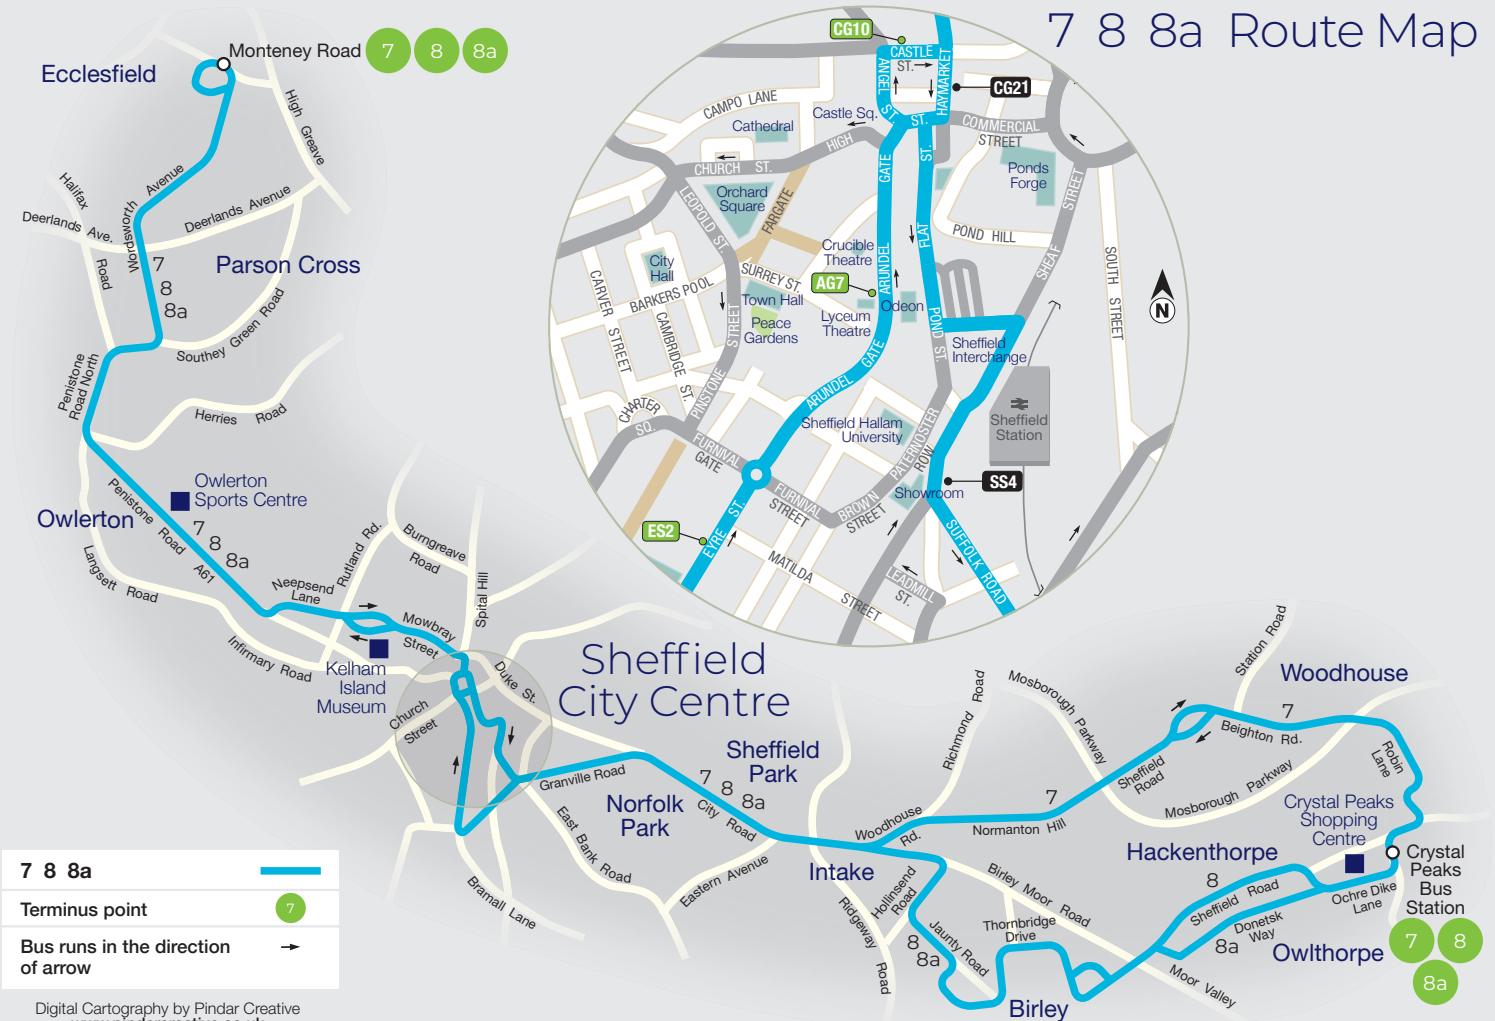 7 8 8a Route Map
Monteney Road
7
8
8a
Ecclesfield
High Greave
Halifax
Road
Deerlands Ave.
Wordsworth
Avenue
Deerlands Avenue
7
8
8a
Parson Cross
Southey Green Road
Penistone
Road North
Herries Road
Owlerton
Sports Centre
Owlerton
Penistone Road A61
7
8
8a
Langsett Road
Infirmary Road
Neepsend
Lane
Rutland Rd.
Burngreave
Road
Spital Hill
Mowbray
Street
Kelham
Island
Museum
Church
Street
Duke St.
Sheffield
City Centre
Granville Road
7
8
8a
City Road
Sheffield
Park
Norfolk
Park
East Bank Road
Eastern Avenue
Bramall Lane
Intake
Woodhouse
Rd.
Richmond Road
Normanton Hill
7
Mosborough Parkway
Station Road
Woodhouse
7
Beighton Rd.
Sheffield
Road
Mosborough Parkway
Robin
Lane
Crystal Peaks
Shopping
Centre
Hackenthorpe
8
Sheffield Road
Ochre Dike
Lane
Donetsk
Way
8a
Owlthorpe
Crystal
Peaks
Bus
Station
7
8
8a
Birley Moor Road
Moor Valley
Thornbridge
Drive
Hollinsend
Road
Ridgeway Road
8
8a
Jaunty Road
Birley
CG10
CASTLE
ST.
ANGEL
ST.
HAYMARKET
CG21
CAMPO LANE
Cathedral
Castle Sq.
HIGH
ST.
COMMERCIAL
STREET
Ponds
Forge
CHURCH ST.
Orchard
Square
FARGATE
LEOPOLD ST.
GATE
ST.
FLAT
POND HILL
STREET
SHEAF
SOUTH STREET
N
City
Hall
BARKERS POOL
SURREY ST.
Crucible
Theatre
AG7
ARUNDEL
Odeon
Lyceum
Theatre
Town Hall
Peace
Gardens
CARVER STREET
CAMBRIDGE ST.
STREET
PINSTONE
POND ST.
Sheffield
Interchange
GATE
ARUNDEL
CHARTER
SQ.
Sheffield Hallam
University
Sheffield
Station
PATERNOSTER
ROW
FURNIVAL
GATE
FURNIVAL
STREET
BROWN
STREET
Showroom
SS4
ES2
EYRE ST.
MATILDA STREET
LEADMILL
ST.
SUFFOLK ROAD
7 8 8a
Terminus point
7
Bus runs in the direction
of arrow
Digital Cartography by Pindar Creative